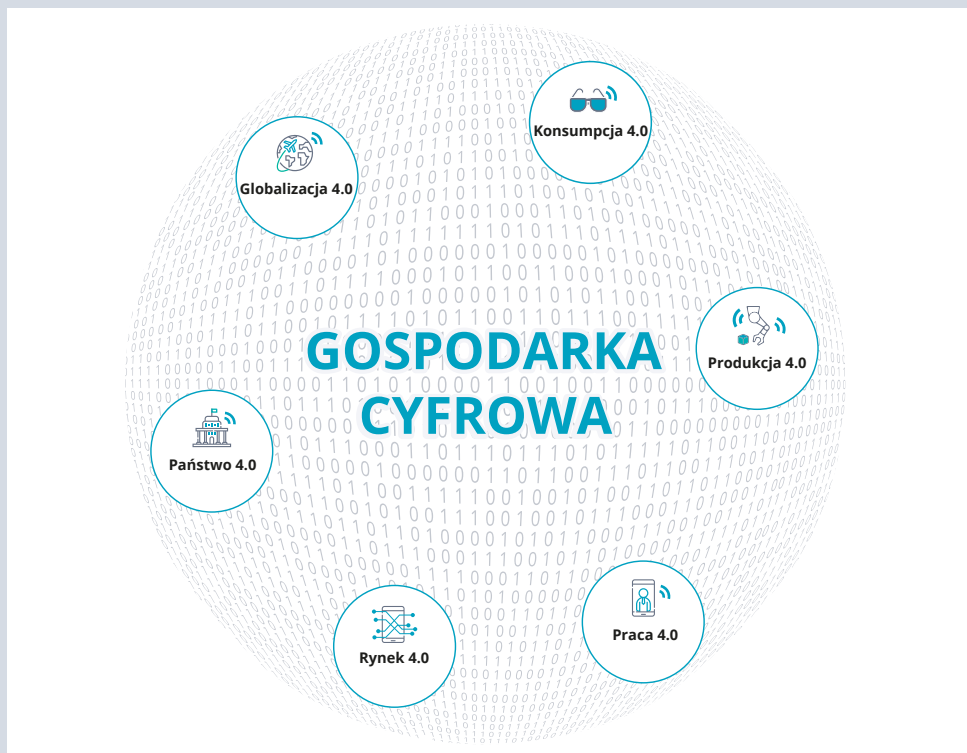 Konsumpcja 4.0
Globalizacja 4.0
GOSPODARKA
CYFROWA
Produkcja 4.0
Państwo 4.0
Praca 4.0
Rynek 4.0